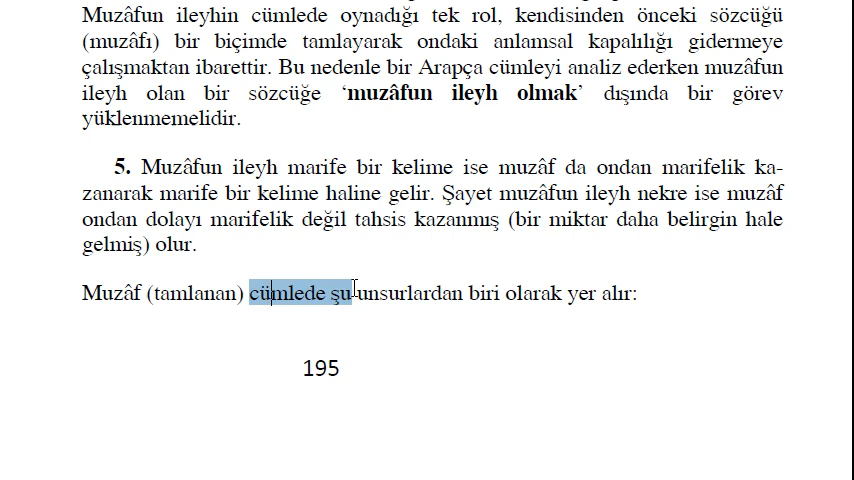 Muzâfun ileyhin cümlede oynadığı tek rol, kendisinden önceki sözcüğü
(muzâfı) bir biçimde tamlayarak ondaki anlamsal kapalılığı gidermeye
çalışmaktan ibarettir. Bu nedenle bir Arapça cümleyi analiz ederken muzâfun
ileyh olan bir sözcüğe ‘muzâfun ileyh olmak’ dışında bir görev
yüklenmemelidir.
5. Muzâfun ileyh marife bir kelime ise muzâf da ondan marifelik ka-
zanarak marife bir kelime haline gelir. Şayet muzâfun ileyh nekre ise muzâf
ondan dolayı marifelik değil tahsis kazanmış (bir miktar daha belirgin hale
gelmiş) olur.
Muzâf (tamlanan) cümlede şu unsurlardan biri olarak yer alır:
195